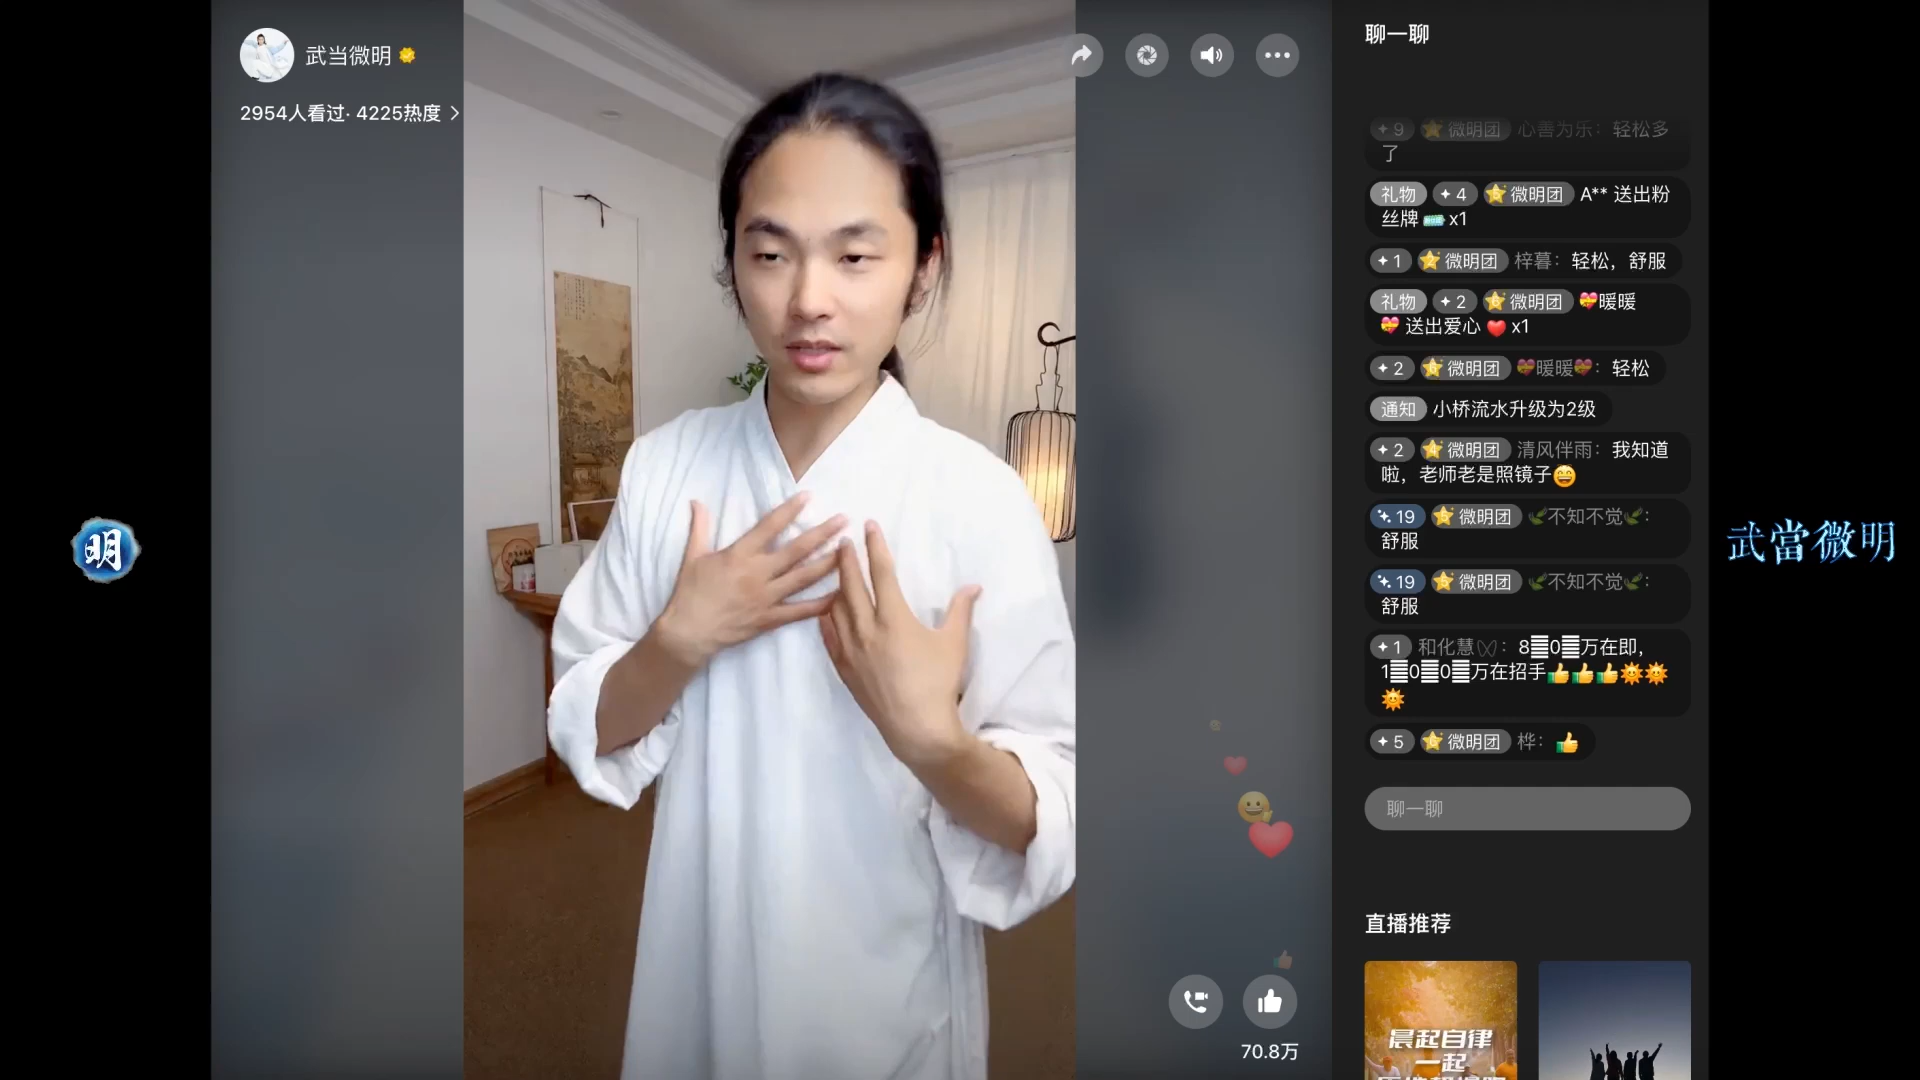 武当微明
2954人看过· 4225热度
聊一聊
9 微明团 心善为乐：轻松多
了
礼物 4 微明团 A** 送出粉
丝牌 x1
1 微明团 梓暮：轻松，舒服
礼物 2 微明团 💝暖暖
💝 送出爱心 ❤️ x1
2 微明团 💝暖暖💝：轻松
通知 小桥流水升级为2级
2 微明团 清风伴雨：我知道
啦，老师老是照镜子😄
19 微明团 🌿不知不觉🌿：
舒服
19 微明团 🌿不知不觉🌿：
舒服
1 和化慧：8䷀0䷀万在即，
1䷀0䷀0䷀万在招手👍👍👍🌞🌞
🌞
5 微明团 桦：👍
聊一聊
明
武當微明
直播推荐
晨起自律
一起
70.8万